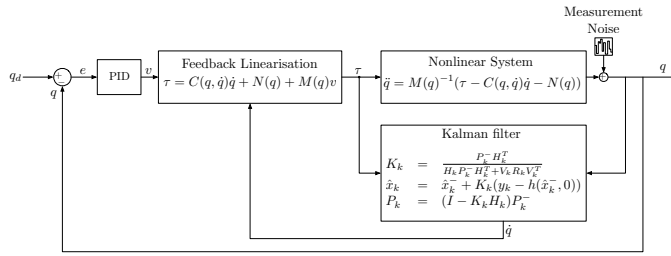 Measurement
Noise
q_d
−
q
e
PID
v
Feedback Linearisation
τ = C(q, q̇)q̇ + N(q) + M(q)v
τ
Nonlinear System
q̈ = M(q)^{-1}(τ − C(q, q̇)q̇ − N(q))
q
Kalman filter
K_k = \frac{P_k^- H_k^T}{H_k P_k^- H_k^T + V_k R_k V_k^T}
x̂_k = x̂_k^- + K_k(y_k − h(x̂_k^-, 0))
P_k = (I − K_k H_k)P_k^-
q̇